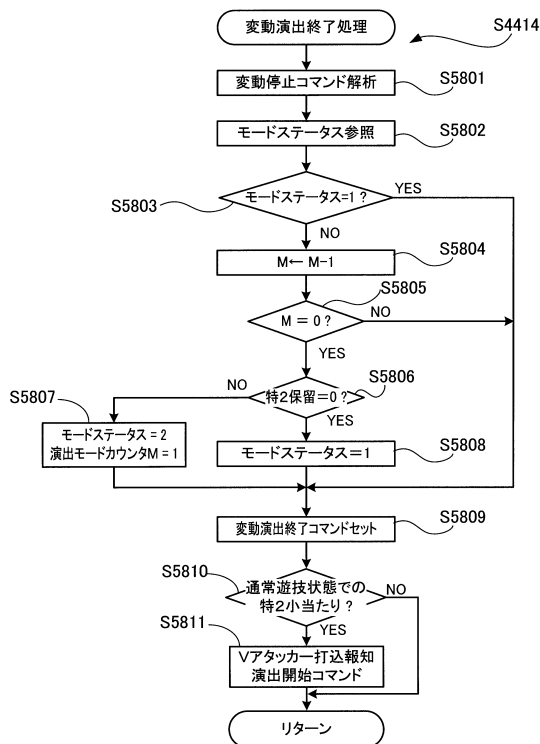 変動演出終了処理
S4414
変動停止コマンド解析
S5801
モードステータス参照
S5802
モードステータス=1？
YES
S5803
NO
M← M-1
S5804
S5805
M = 0？
NO
YES
S5806
NO
特2保留=0？
S5807
YES
モードステータス = 2
演出モードカウンタM = 1
モードステータス＝1
S5808
変動演出終了コマンドセット
S5809
S5810
通常遊技状態での
特２小当たり？
NO
YES
S5811
Vアタッカー打込報知
演出開始コマンド
リターン